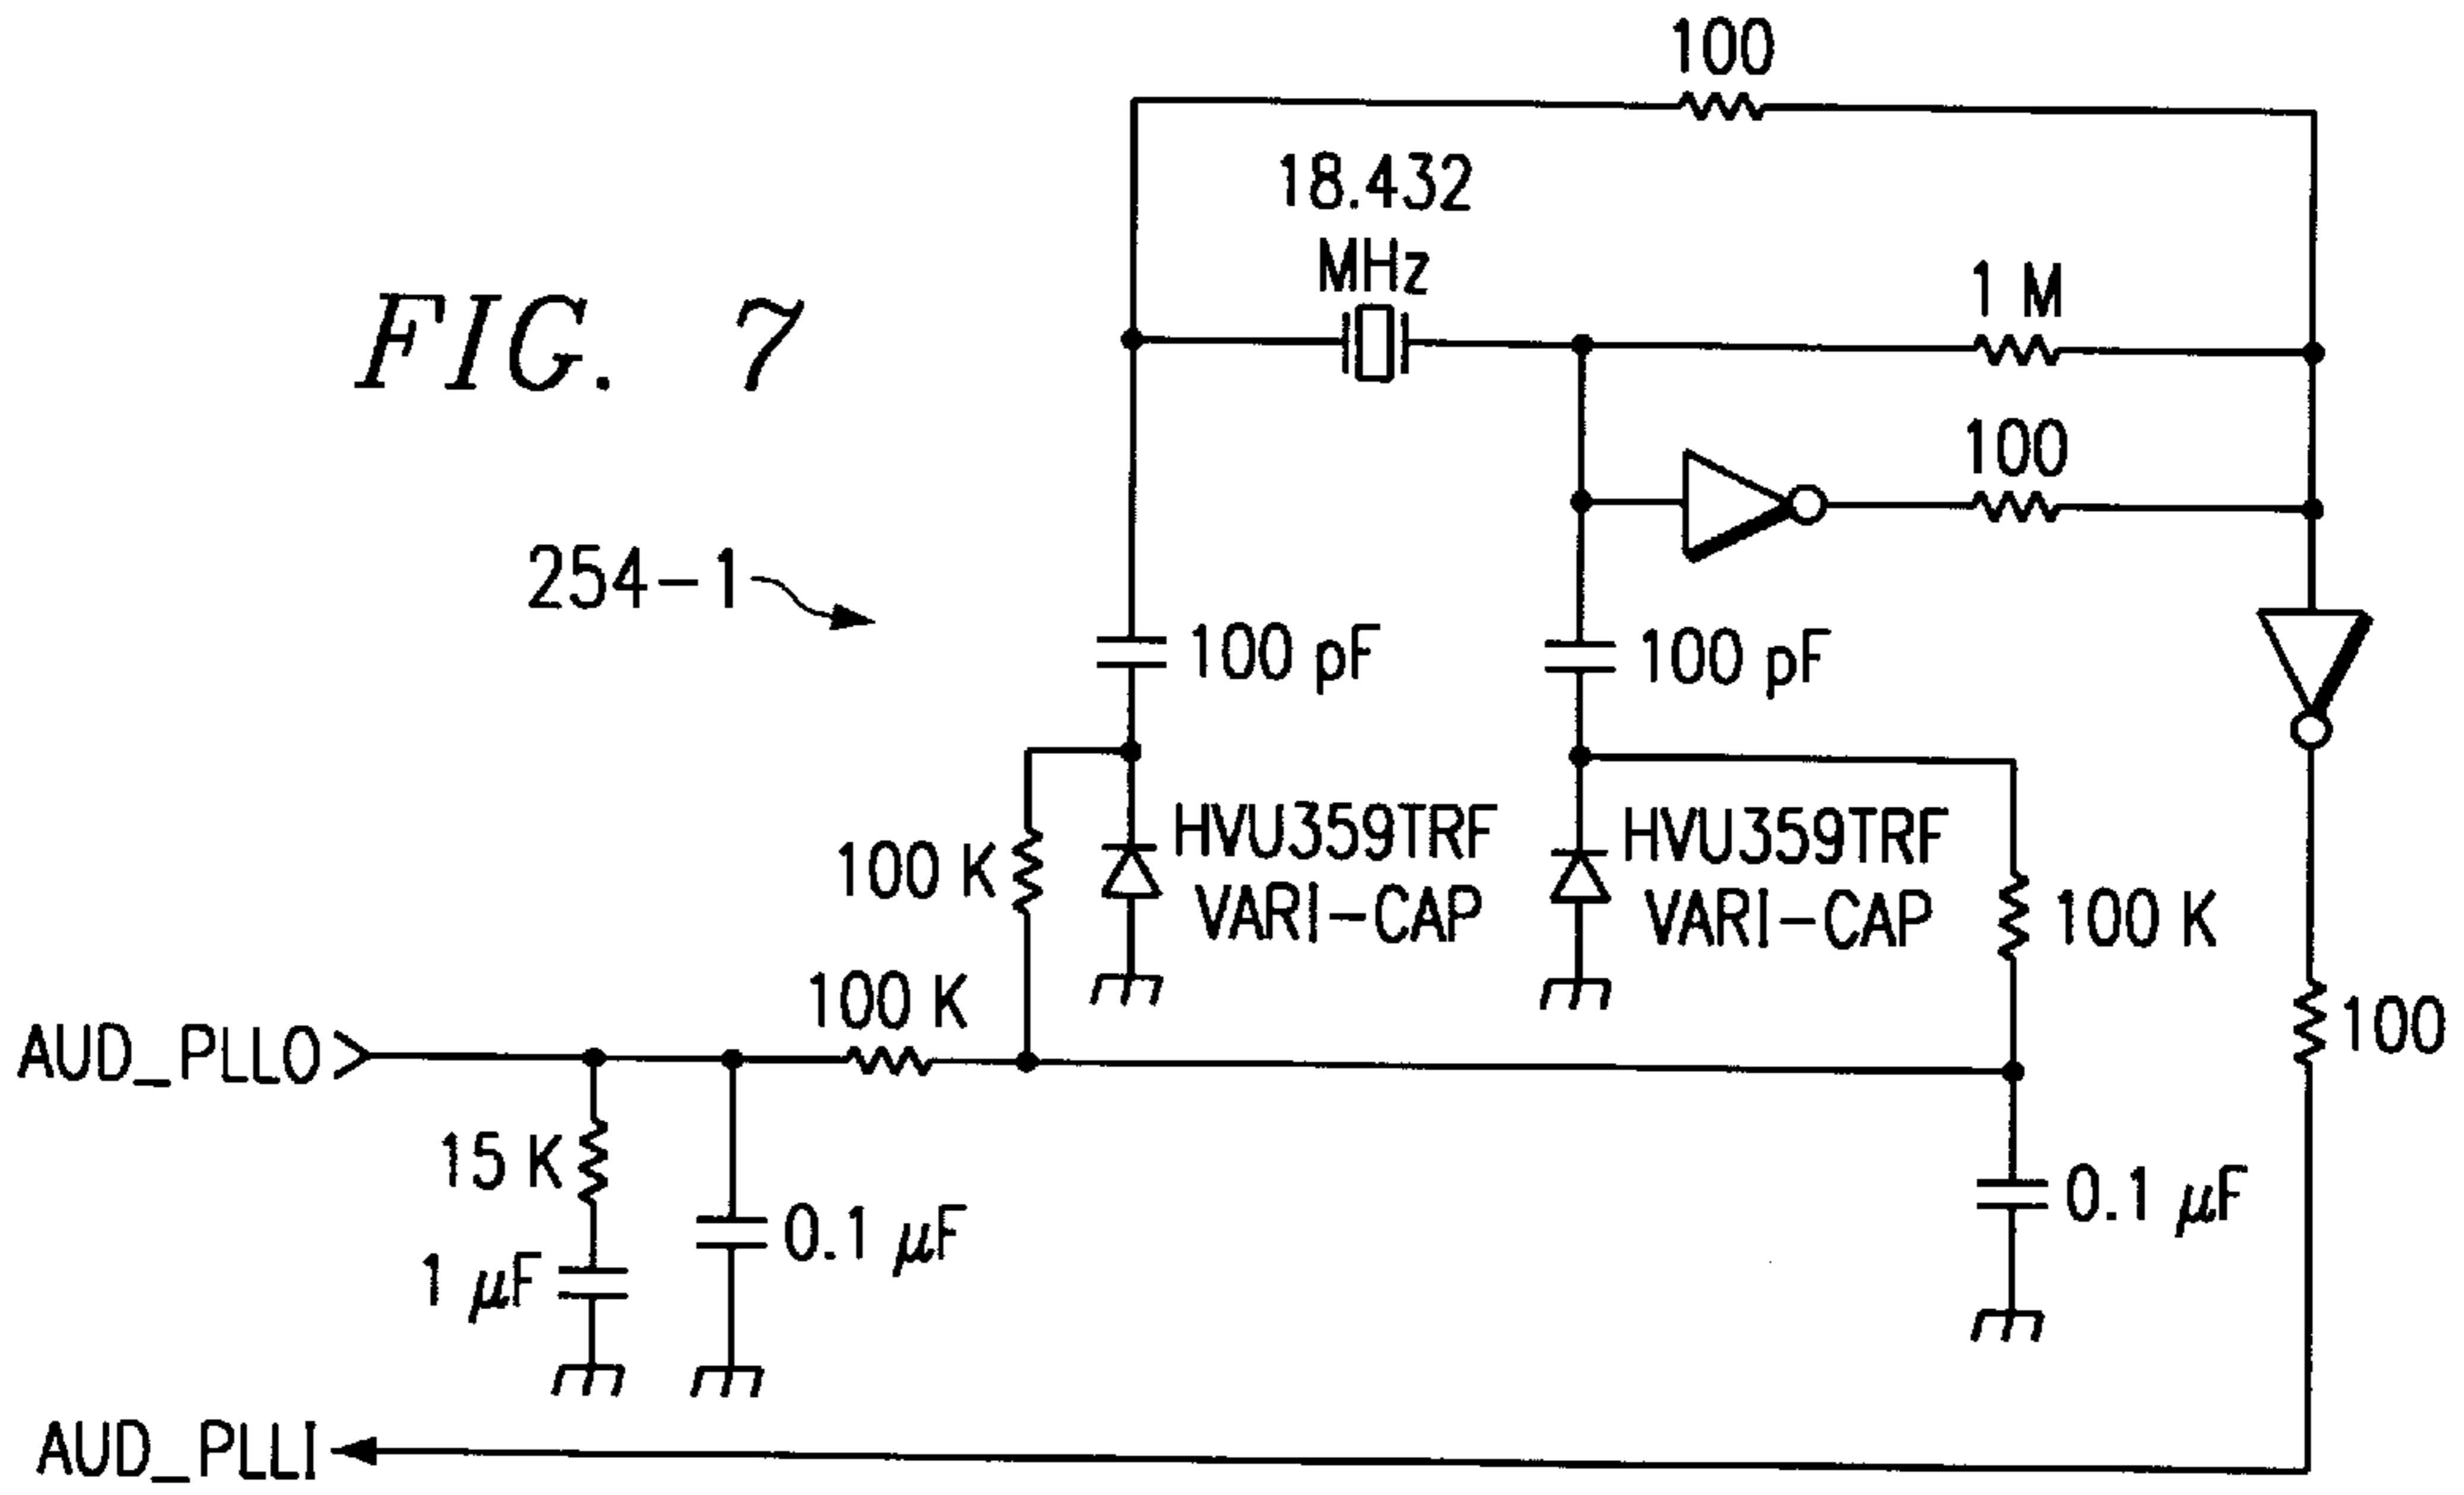 100
18.432
MHz
FIG. 7
1 M
100
254-1
100 pF
100 pF
HVU359TRF
VARI-CAP
HVU359TRF
VARI-CAP
100 K
100 K
100 K
100
AUD_PLLO
15 K
0.1 μF
0.1 μF
1 μF
AUD_PLLI